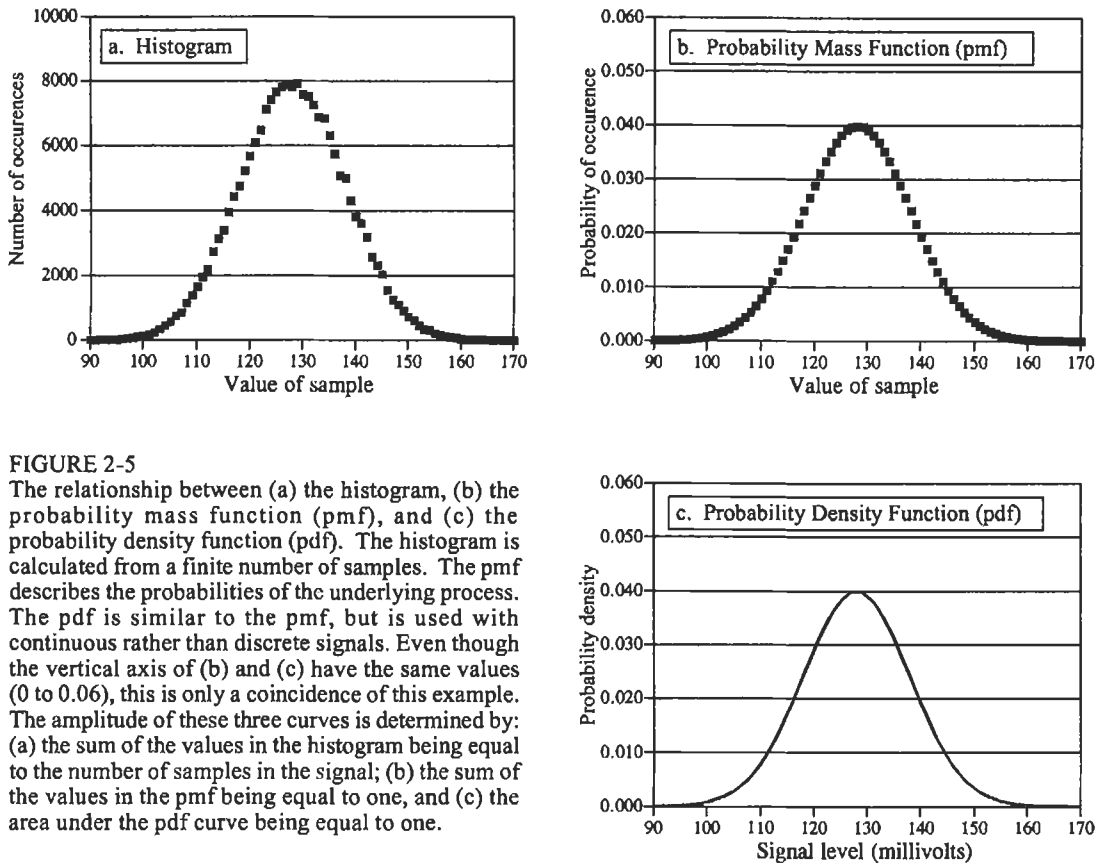 a. Histogram
Number of occurences
10000
8000
6000
4000
2000
0
90 100 110 120 130 140 150 160 170
Value of sample
b. Probability Mass Function (pmf)
Probability of occurence
0.060
0.050
0.040
0.030
0.020
0.010
0.000
90 100 110 120 130 140 150 160 170
Value of sample
FIGURE 2-5
The relationship between (a) the histogram, (b) the
probability mass function (pmf), and (c) the
probability density function (pdf). The histogram is
calculated from a finite number of samples. The pmf
describes the probabilities of the underlying process.
The pdf is similar to the pmf, but is used with
continuous rather than discrete signals. Even though
the vertical axis of (b) and (c) have the same values
(0 to 0.06), this is only a coincidence of this example.
The amplitude of these three curves is determined by:
(a) the sum of the values in the histogram being equal
to the number of samples in the signal; (b) the sum of
the values in the pmf being equal to one, and (c) the
area under the pdf curve being equal to one.
c. Probability Density Function (pdf)
Probability density
0.060
0.050
0.040
0.030
0.020
0.010
0.000
90 100 110 120 130 140 150 160 170
Signal level (millivolts)